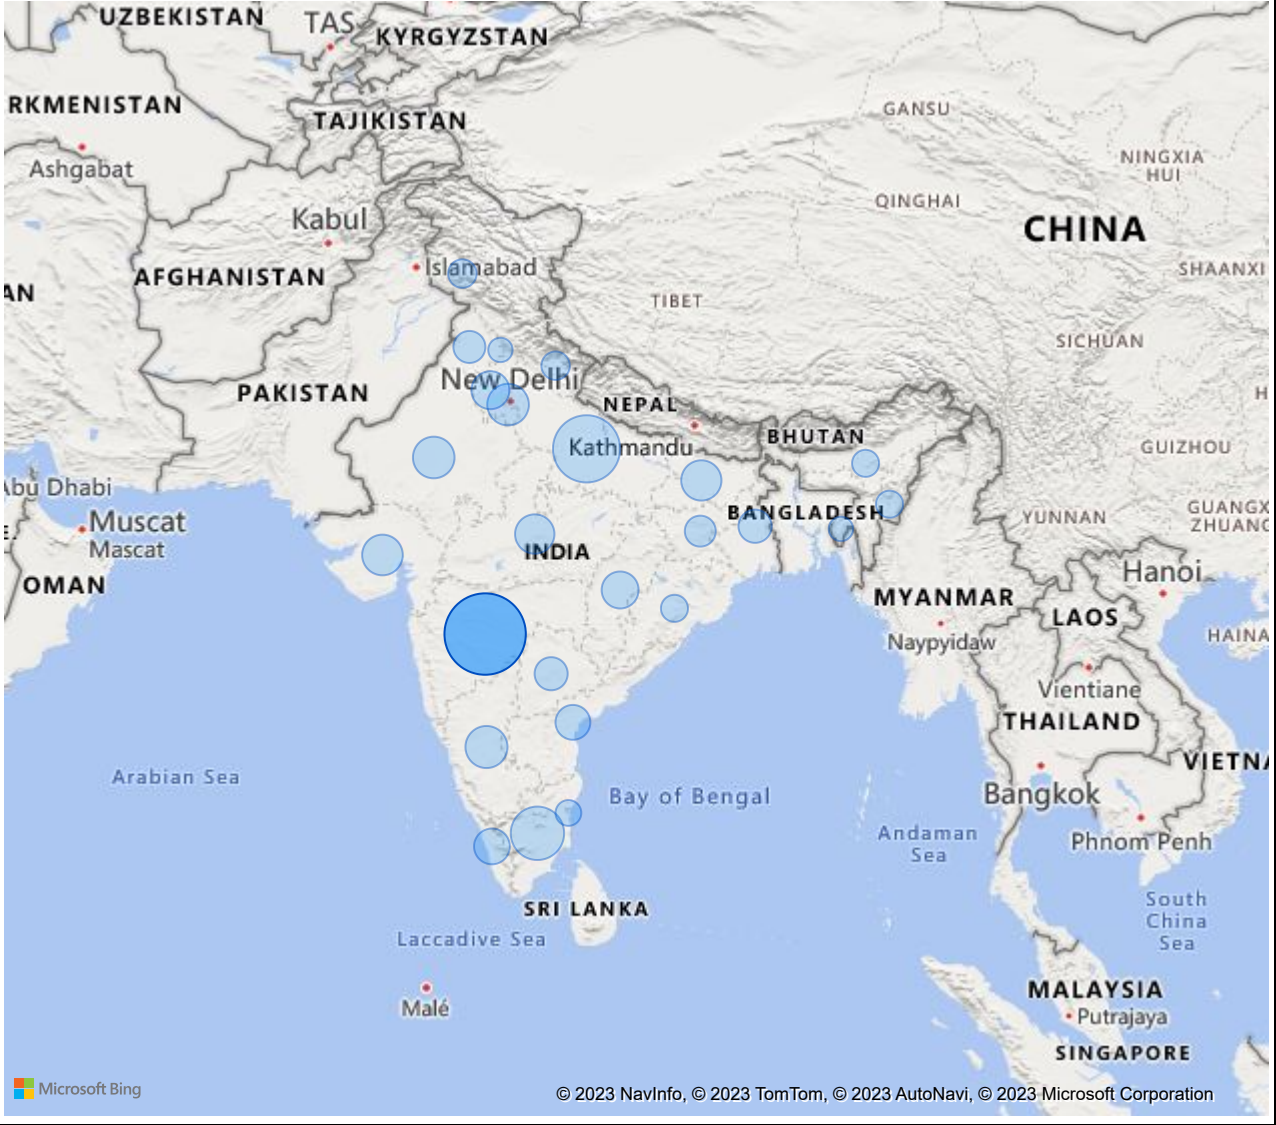 UZBEKISTAN
TAS
KYRGYZSTAN
RKMENISTAN
TAJIKISTAN
GANSU
Ashgabat
NINGXIA
HUI
Kabul
QINGHAI
CHINA
Islamabad
AFGHANISTAN
SHAANXI
AN
TIBET
SICHUAN
New Delhi
PAKISTAN
NEPAL
H
BHUTAN
Kathmandu
GUIZHOU
Abu Dhabi
BANGLADESH
GUANGX
ZHUANG
YUNNAN
Muscat
Mascat
E.
INDIA
OMAN
Hanoi
MYANMAR
LAOS
Naypyidaw
HAINA
Vientiane
THAILAND
VIETNA
Arabian Sea
Bay of Bengal
Bangkok
Andaman
Sea
Phnom Penh
South
China
Sea
SRI LANKA
Laccadive Sea
Malé
MALAYSIA
Putrajaya
SINGAPORE
Microsoft Bing
© 2023 NavInfo, © 2023 TomTom, © 2023 AutoNavi, © 2023 Microsoft Corporation